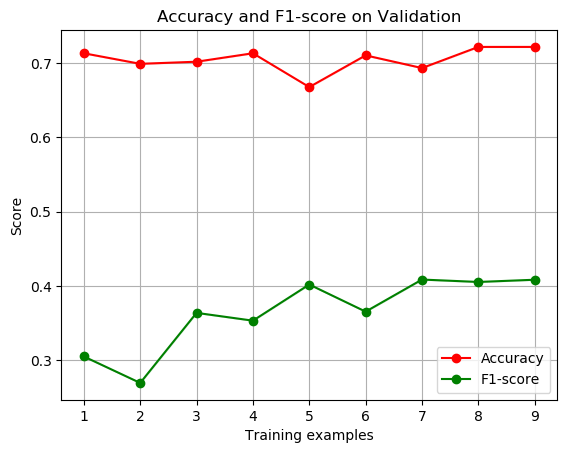 Accuracy and F1-score on Validation
Score
0.7
0.6
0.5
0.4
0.3
Accuracy
F1-score
1 2 3 4 5 6 7 8 9
Training examples